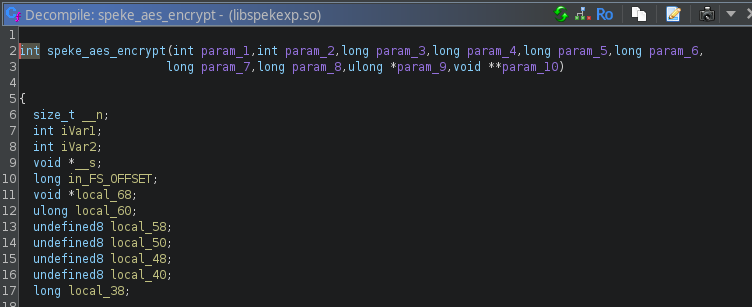 Decompile: speke_aes_encrypt - (libspekexp.so)
Ro
1
2 int speke_aes_encrypt(int param_1,int param_2,long param_3,long param_4,long param_5,long param_6,
3 long param_7,long param_8,ulong *param_9,void **param_10)
4
5 {
6 size_t __n;
7 int iVar1;
8 int iVar2;
9 void *__s;
10 long in_FS_OFFSET;
11 void *local_68;
12 ulong local_60;
13 undefined8 local_58;
14 undefined8 local_50;
15 undefined8 local_48;
16 undefined8 local_40;
17 long local_38;
18